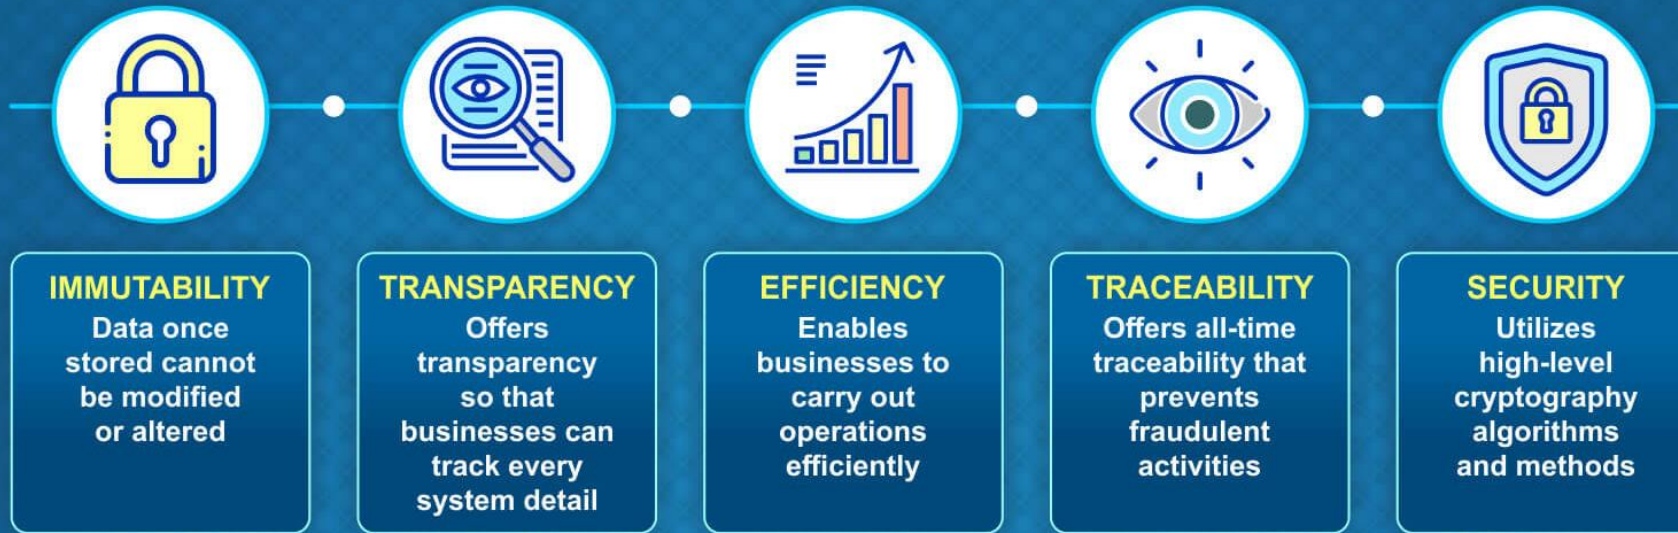 IMMUTABILITY
Data once
stored cannot
be modified
or altered
TRANSPARENCY
Offers
transparency
so that
businesses can
track every
system detail
EFFICIENCY
Enables
businesses to
carry out
operations
efficiently
TRACEABILITY
Offers all-time
traceability that
prevents
fraudulent
activities
SECURITY
Utilizes
high-level
cryptography
algorithms
and methods